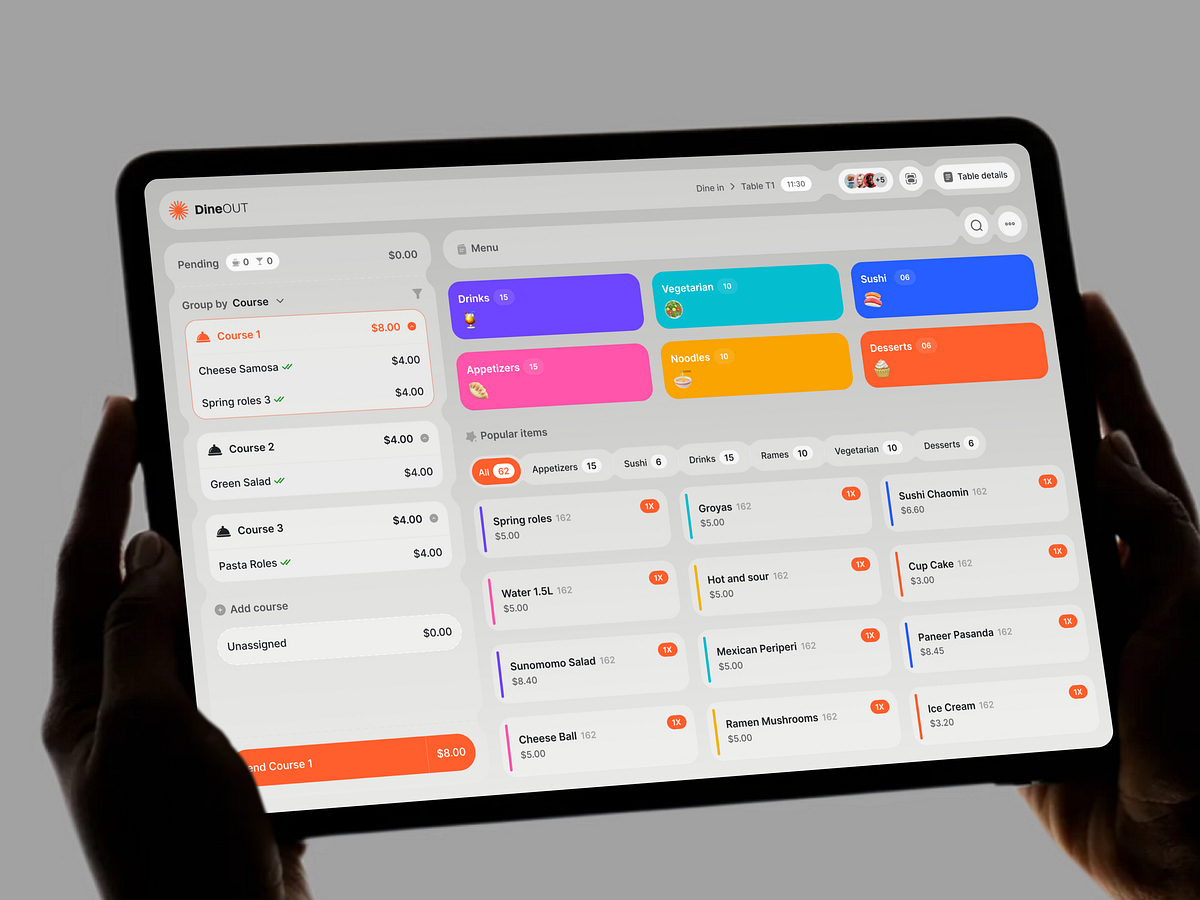 DineOUT
Dine in > Table T1 11:30
+5
Table details
Pending 0 0 $0.00
Group by Course
Course 1 $8.00
Cheese Samosa $4.00
Spring roles 3 $4.00
Course 2 $4.00
Green Salad $4.00
Course 3 $4.00
Pasta Roles $4.00
Add course
Unassigned $0.00
end Course 1 $8.00
Menu
Drinks 15
Vegetarian 10
Sushi 06
Appetizers 15
Noodles 10
Desserts 06
Popular items
All 62 Appetizers 15 Sushi 6 Drinks 15 Rames 10 Vegetarian 10 Desserts 6
Spring roles 162 1X
$5.00
Groyas 162 1X
$5.00
Sushi Chaomin 162 1X
$6.60
Water 1.5L 162 1X
$5.00
Hot and sour 162 1X
$5.00
Cup Cake 162 1X
$3.00
Sunomomo Salad 162 1X
$8.40
Mexican Periperi 162 1X
$5.00
Paneer Pasanda 162 1X
$8.45
Cheese Ball 162 1X
$5.00
Ramen Mushrooms 162 1X
$5.00
Ice Cream 162 1X
$3.20